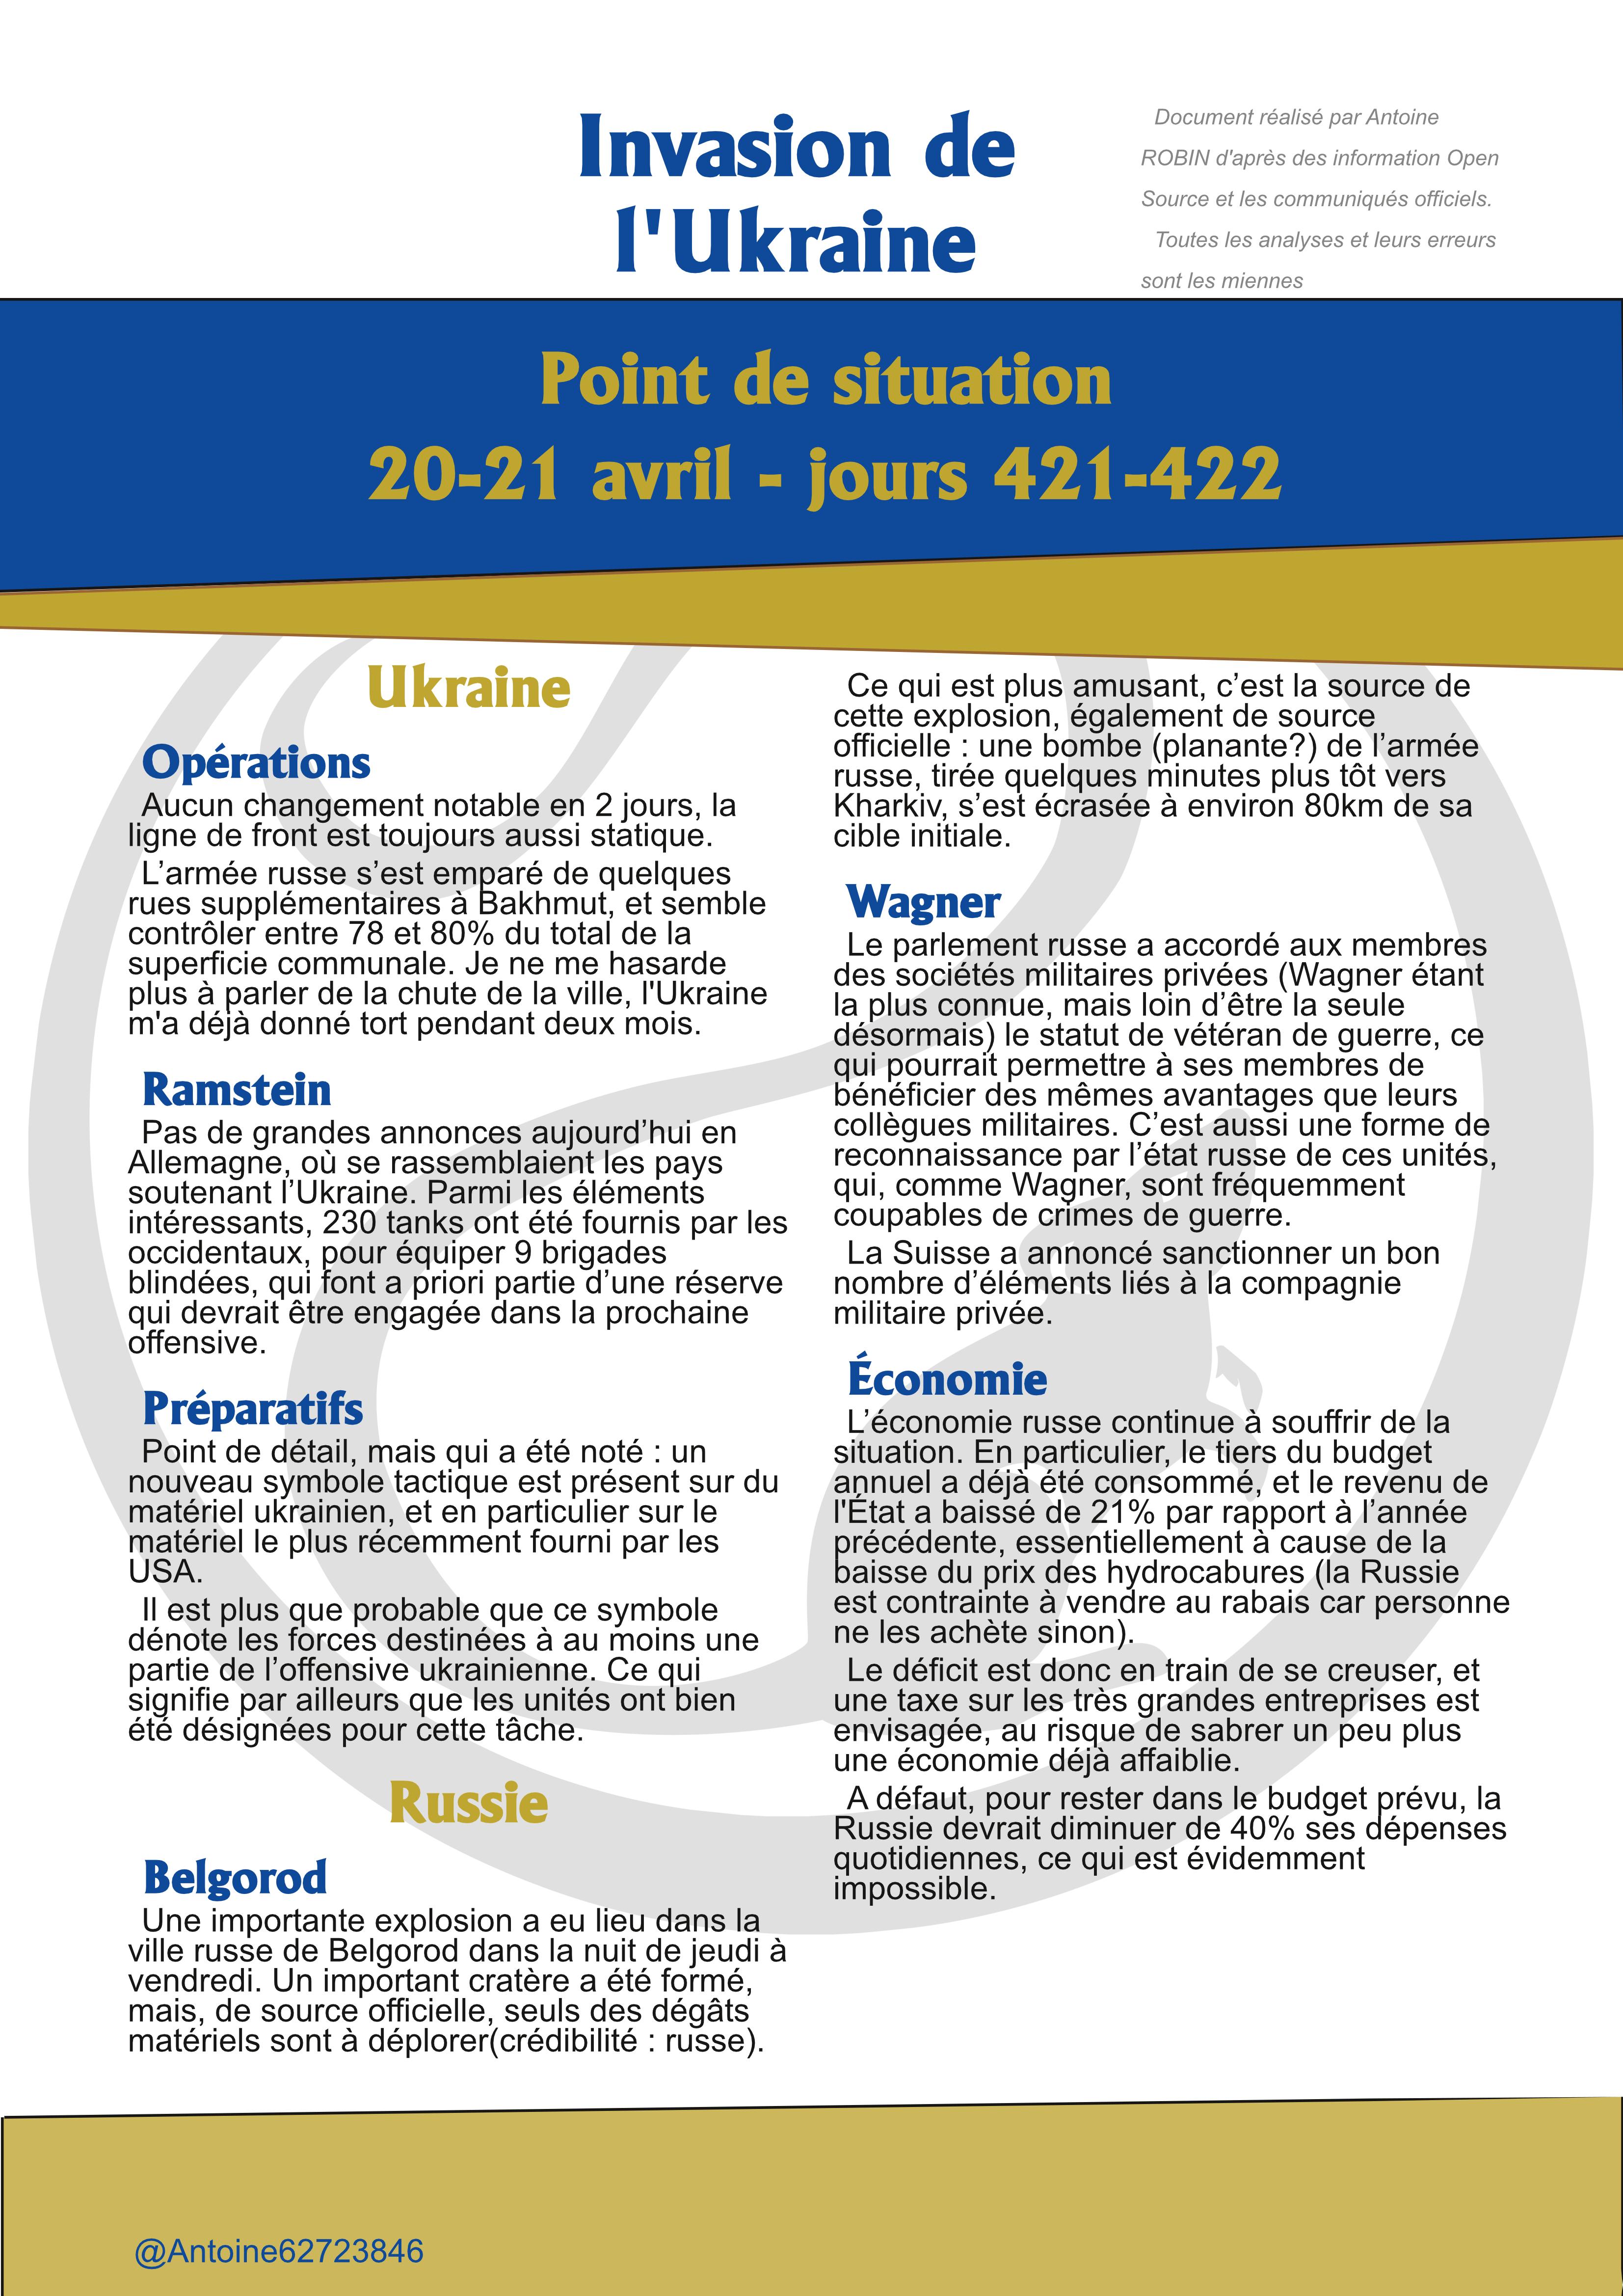 Invasion de
l'Ukraine
Document réalisé par Antoine
ROBIN d'après des information Open
Source et les communiqués officiels.
Toutes les analyses et leurs erreurs
sont les miennes
Point de situation
20-21 avril - jours 421-422
Ukraine
Opérations
Aucun changement notable en 2 jours, la
ligne de front est toujours aussi statique.
L’armée russe s’est emparé de quelques
rues supplémentaires à Bakhmut, et semble
contrôler entre 78 et 80% du total de la
superficie communale. Je ne me hasarde
plus à parler de la chute de la ville, l'Ukraine
m'a déjà donné tort pendant deux mois.
Ramstein
Pas de grandes annonces aujourd’hui en
Allemagne, où se rassemblaient les pays
soutenant l’Ukraine. Parmi les éléments
intéressants, 230 tanks ont été fournis par les
occidentaux, pour équiper 9 brigades
blindées, qui font a priori partie d’une réserve
qui devrait être engagée dans la prochaine
offensive.
Préparatifs
Point de détail, mais qui a été noté : un
nouveau symbole tactique est présent sur du
matériel ukrainien, et en particulier sur le
matériel le plus récemment fourni par les
USA.
Il est plus que probable que ce symbole
dénote les forces destinées à au moins une
partie de l’offensive ukrainienne. Ce qui
signifie par ailleurs que les unités ont bien
été désignées pour cette tâche.
Russie
Belgorod
Une importante explosion a eu lieu dans la
ville russe de Belgorod dans la nuit de jeudi à
vendredi. Un important cratère a été formé,
mais, de source officielle, seuls des dégâts
matériels sont à déplorer(crédibilité : russe).
Ce qui est plus amusant, c’est la source de
cette explosion, également de source
officielle : une bombe (planante?) de l’armée
russe, tirée quelques minutes plus tôt vers
Kharkiv, s’est écrasée à environ 80km de sa
cible initiale.
Wagner
Le parlement russe a accordé aux membres
des sociétés militaires privées (Wagner étant
la plus connue, mais loin d’être la seule
désormais) le statut de vétéran de guerre, ce
qui pourrait permettre à ses membres de
bénéficier des mêmes avantages que leurs
collègues militaires. C’est aussi une forme de
reconnaissance par l’état russe de ces unités,
qui, comme Wagner, sont fréquemment
coupables de crimes de guerre.
La Suisse a annoncé sanctionner un bon
nombre d’éléments liés à la compagnie
militaire privée.
Économie
L’économie russe continue à souffrir de la
situation. En particulier, le tiers du budget
annuel a déjà été consommé, et le revenu de
l'État a baissé de 21% par rapport à l’année
précédente, essentiellement à cause de la
baisse du prix des hydrocabures (la Russie
est contrainte à vendre au rabais car personne
ne les achète sinon).
Le déficit est donc en train de se creuser, et
une taxe sur les très grandes entreprises est
envisagée, au risque de sabrer un peu plus
une économie déjà affaiblie.
A défaut, pour rester dans le budget prévu, la
Russie devrait diminuer de 40% ses dépenses
quotidiennes, ce qui est évidemment
impossible.
@Antoine62723846